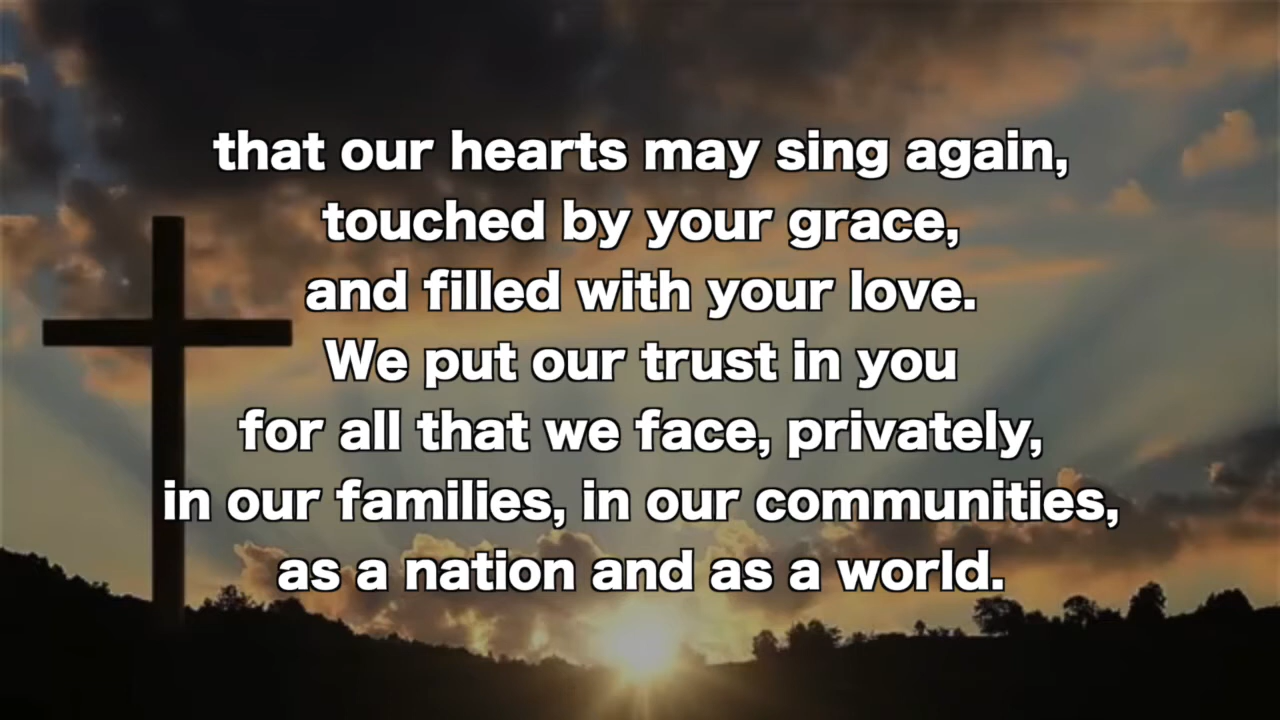 that our hearts may sing again,
touched by your grace,
and filled with your love.
We put our trust in you
for all that we face, privately,
in our families, in our communities,
as a nation and as a world.